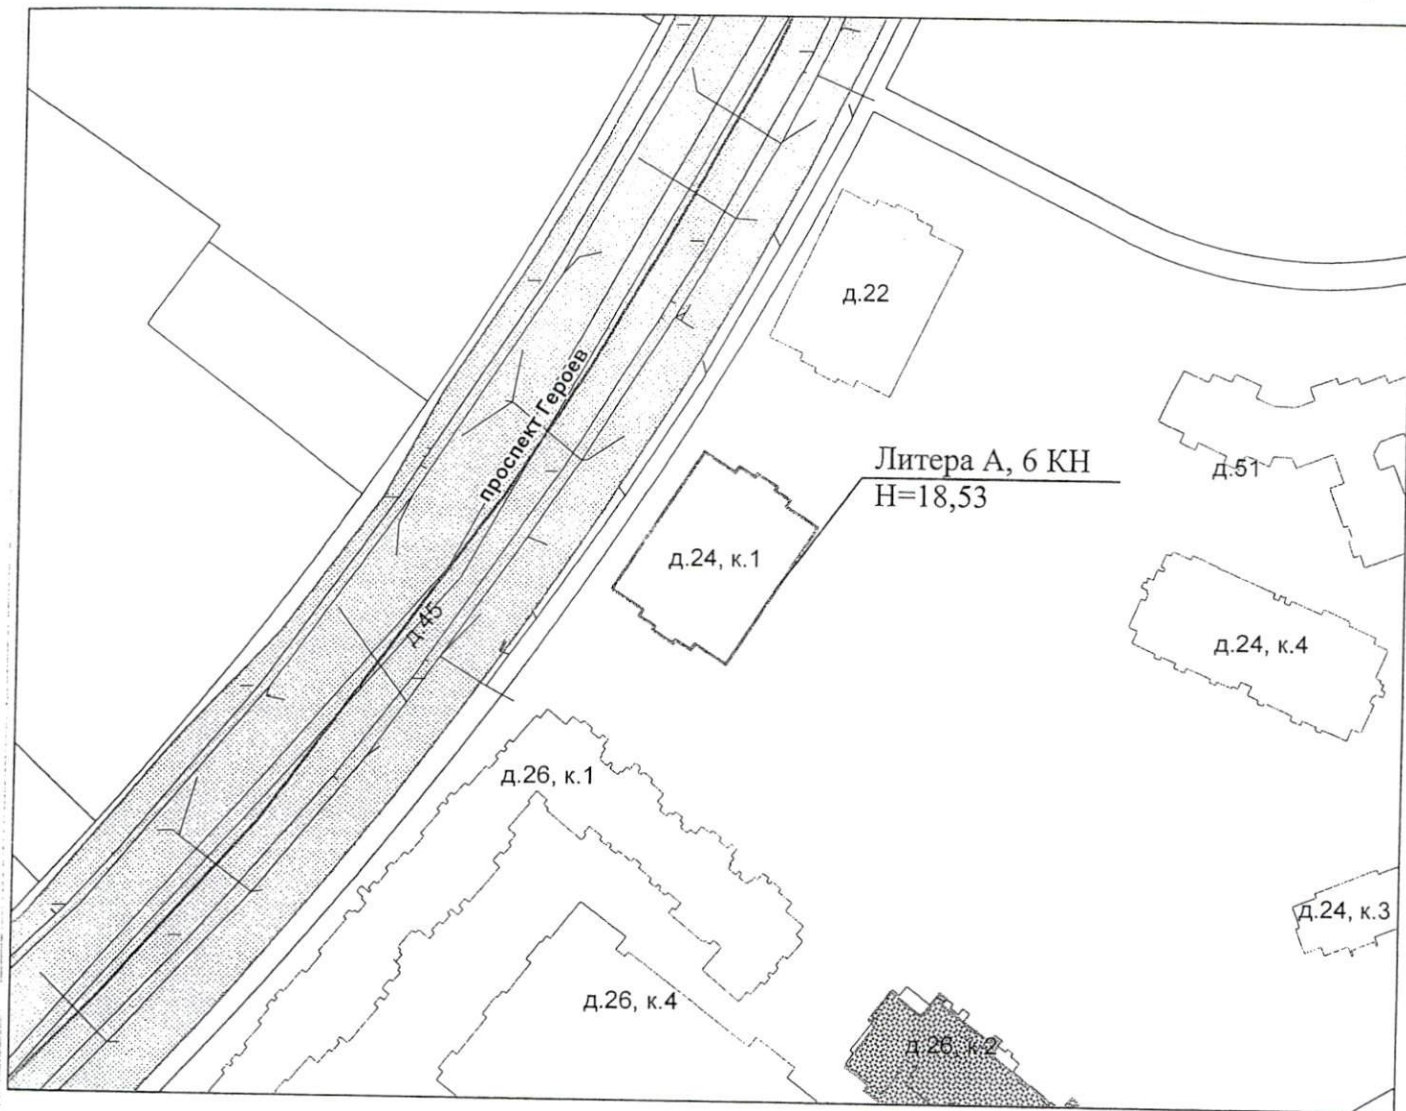 д.22
проспект Героев
д.51
Литера А, 6 КН
Н=18,53
д.24, к.1
д.45
д.24, к.4
д.26, к.1
д.24, к.3
д.26, к.4
д.26, к.2